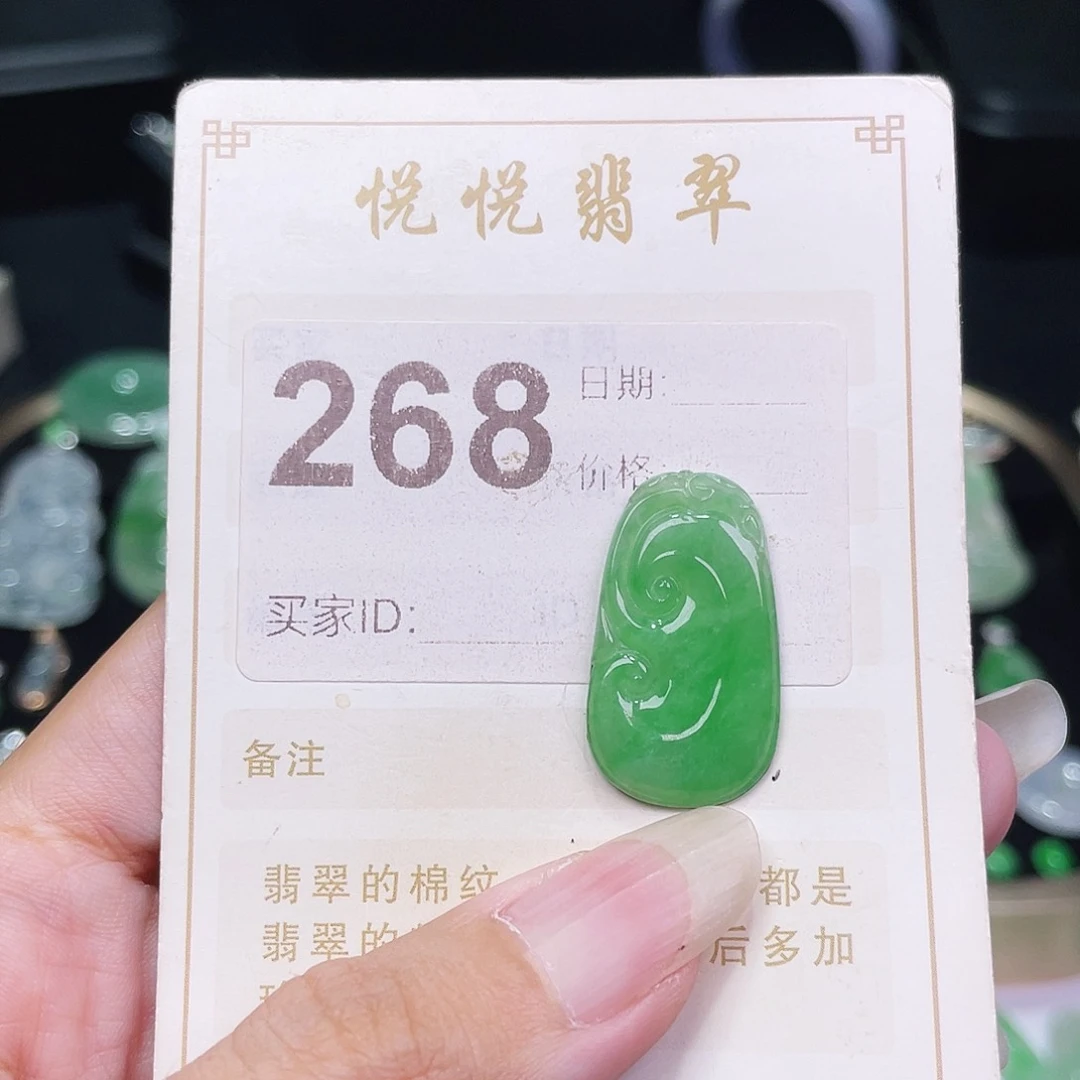 悦悦翡翠
268
日期:
价格
买家ID:
备注
翡翠的棉纹 都是
翡翠的 后多加